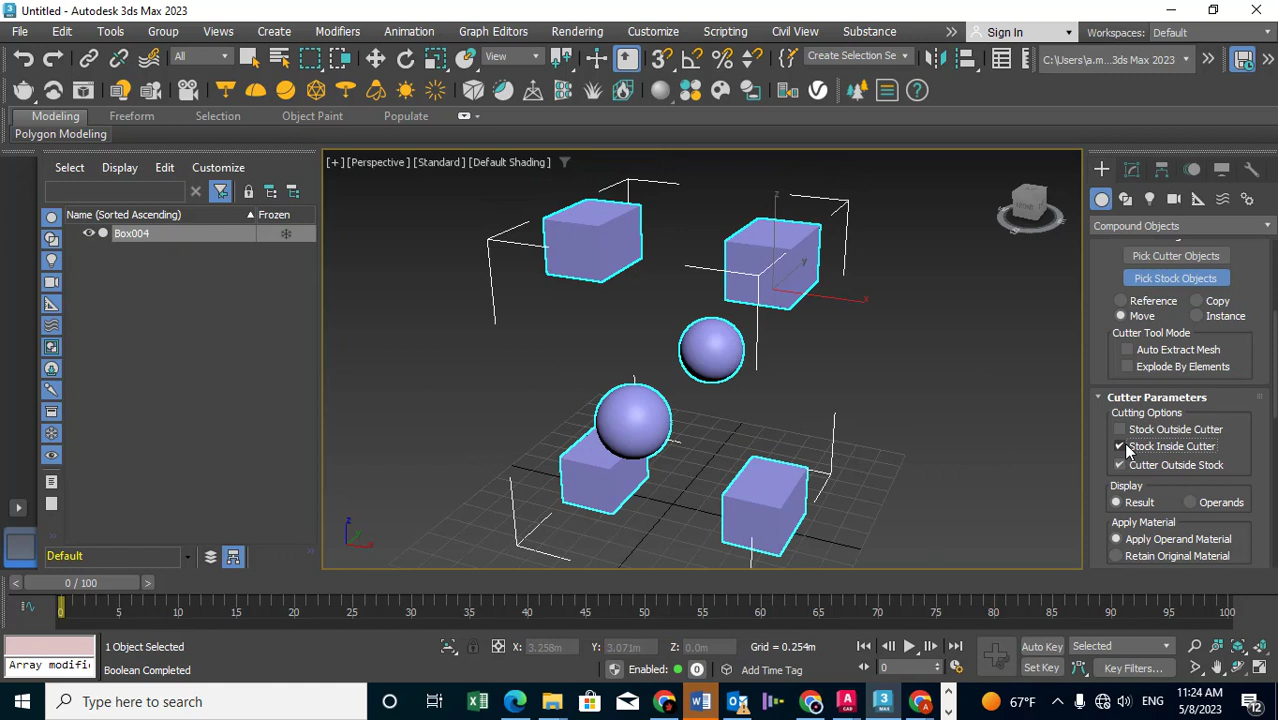 Untitled - Autodesk 3ds Max 2023
File Edit Tools Group Views Create Modifiers Animation Graph Editors Rendering Customize Scripting Civil View Substance Sign In Workspaces: Default
All View Create Selection Se C:\Users\a.m...3ds Max 2023
Modeling Freeform Selection Object Paint Populate
Polygon Modeling
Select Display Edit Customize
[+] [Perspective] [Standard] [Default Shading]
Name (Sorted Ascending) Frozen
Box004
Compound Objects
Pick Cutter Objects
Pick Stock Objects
Reference Copy
Move Instance
Cutter Tool Mode
Auto Extract Mesh
Explode By Elements
Cutter Parameters
Cutting Options
Stock Outside Cutter
Stock Inside Cutter
Cutter Outside Stock
Display
Result Operands
Apply Material
Apply Operand Material
Retain Original Material
z
y
x
z
x
Default
0 / 100
0 5 10 15 20 25 30 35 40 45 50 55 60 65 70 75 80 85 90 95 100
1 Object Selected X: 3.258m Y: 3.071m Z: 0.0m Grid = 0.254m Auto Key Selected
Array modifi Boolean Completed Enabled: 0 Add Time Tag 0 Set Key Key Filters...
Type here to search 67°F ENG 11:24 AM 5/8/2023 12